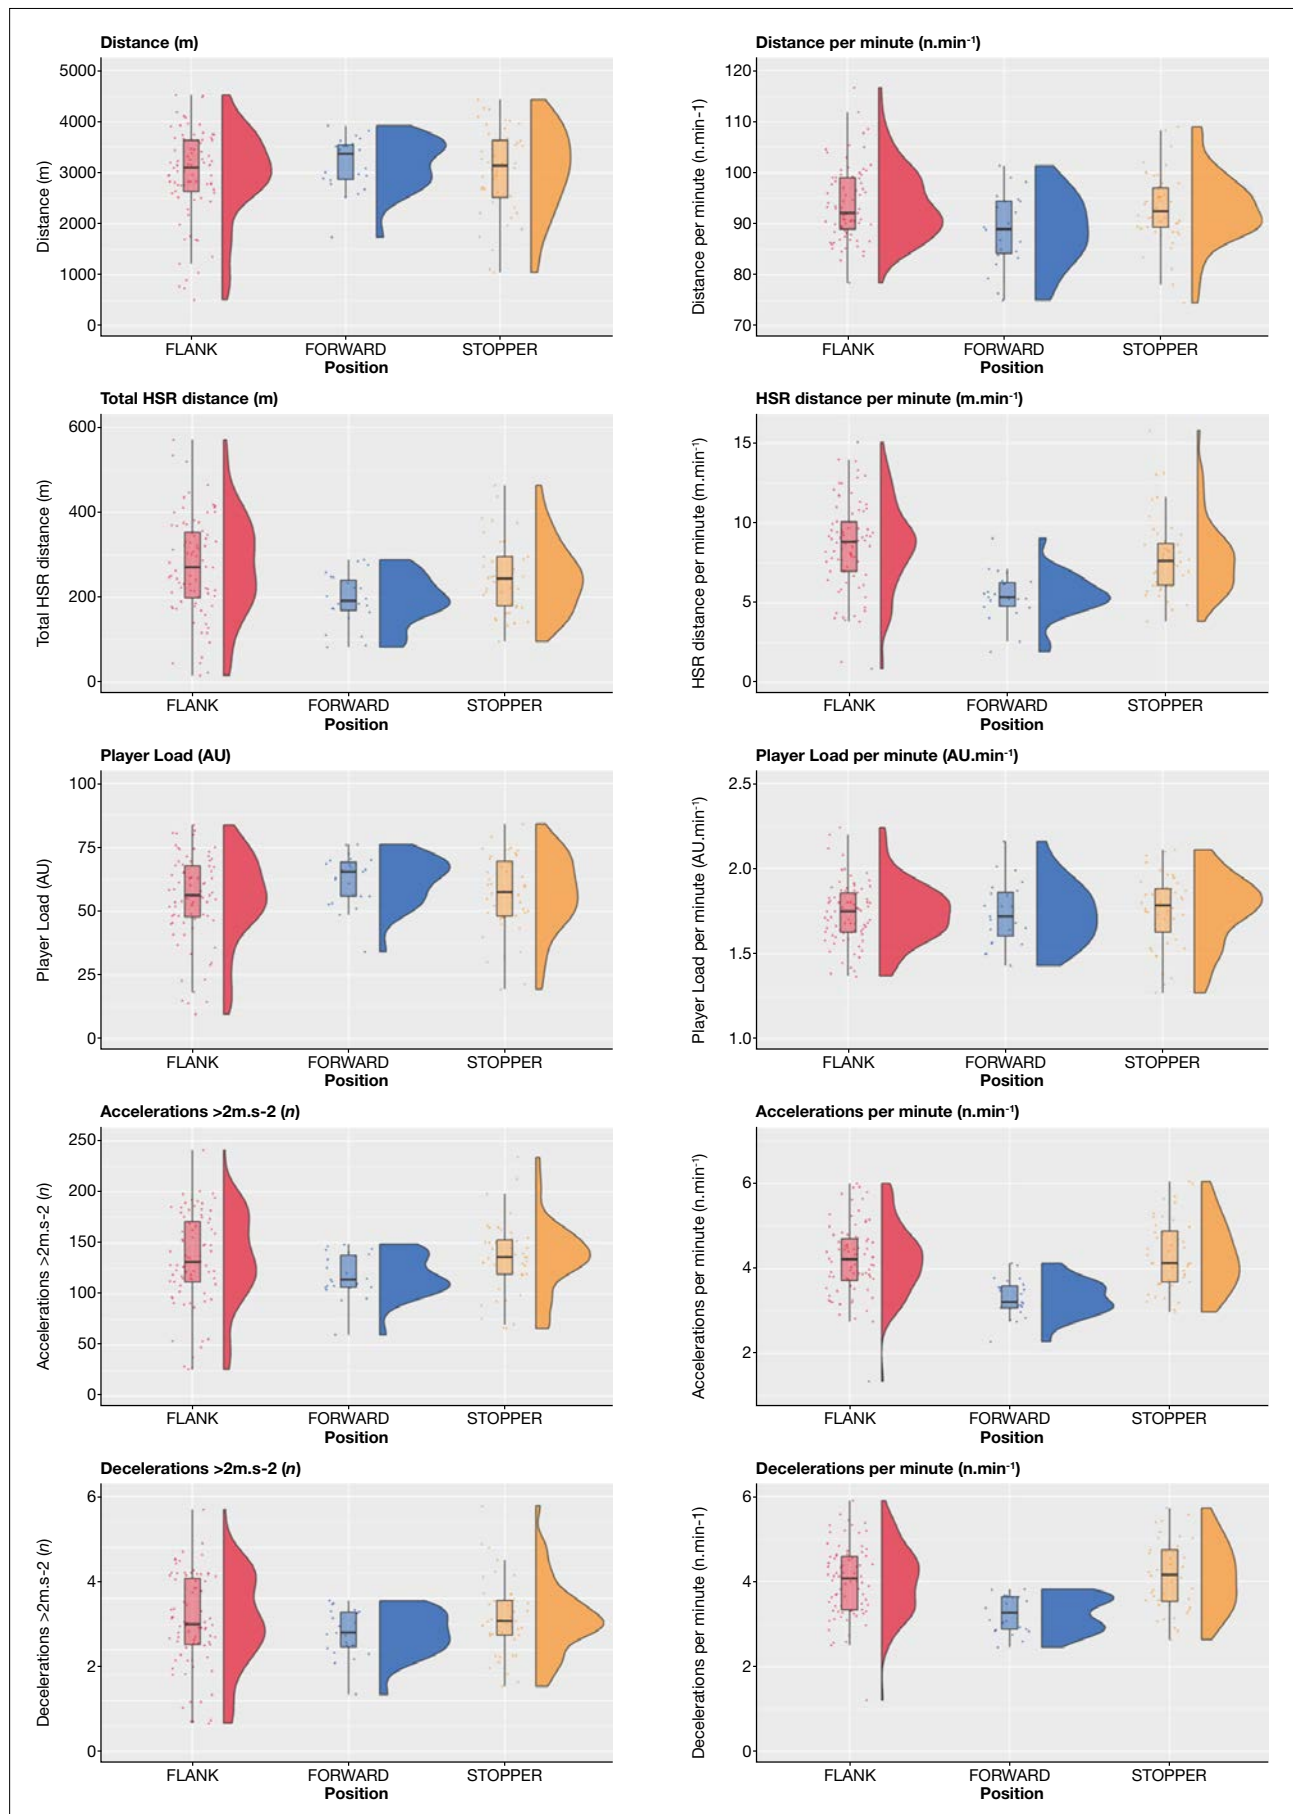 Distance (m)
Distance (m)
5000
4000
3000
2000
1000
0
FLANK FORWARD STOPPER
Position
Distance per minute (n.min⁻¹)
Distance per minute (n.min-1)
120
110
100
90
80
70
FLANK FORWARD STOPPER
Position
Total HSR distance (m)
Total HSR distance (m)
600
400
200
0
FLANK FORWARD STOPPER
Position
HSR distance per minute (m.min⁻¹)
HSR distance per minute (m.min⁻¹)
15
10
5
0
FLANK FORWARD STOPPER
Position
Player Load (AU)
Player Load (AU)
100
75
50
25
0
FLANK FORWARD STOPPER
Position
Player Load per minute (AU.min⁻¹)
Player Load per minute (AU.min⁻¹)
2.5
2.0
1.5
1.0
FLANK FORWARD STOPPER
Position
Accelerations >2m.s-2 (n)
Accelerations >2m.s-2 (n)
250
200
150
100
50
0
FLANK FORWARD STOPPER
Position
Accelerations per minute (n.min⁻¹)
Accelerations per minute (n.min⁻¹)
6
4
2
FLANK FORWARD STOPPER
Position
Decelerations >2m.s-2 (n)
Decelerations >2m.s-2 (n)
6
4
2
0
FLANK FORWARD STOPPER
Position
Decelerations per minute (n.min⁻¹)
Decelerations per minute (n.min-1)
6
4
2
0
FLANK FORWARD STOPPER
Position